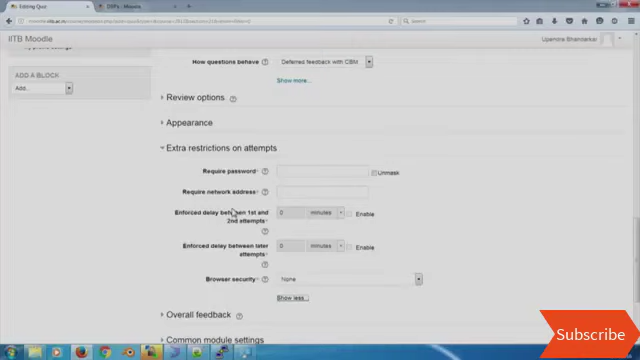 Editing Quiz
IITB Moodle
Upendra Bhandarkar
ADD A BLOCK
Add...
Search
How questions behave
Deferred feedback with CBM
Show more...
Review options
Appearance
Extra restrictions on attempts
Require password
Unmask
Require network address
Enforced delay between 1st and
2nd attempts
0 minutes
Enable
Enforced delay between later
attempts
0 minutes
Enable
Browser security
None
Show less...
Overall feedback
Common module settings
Subscribe